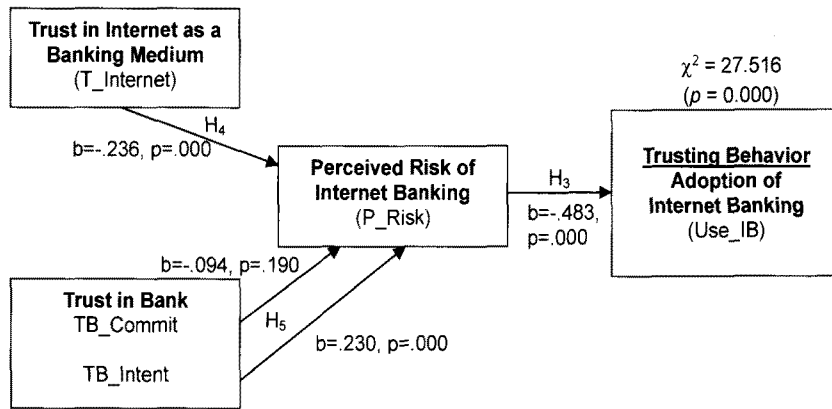 Trust in Internet as a
Banking Medium
(T_Internet)
H₄
b=-.236, p=.000
Perceived Risk of
Internet Banking
(P_Risk)
H₃
b=-.483,
p=.000
χ² = 27.516
(p = 0.000)
Trusting Behavior
Adoption of
Internet Banking
(Use_IB)
b=-.094, p=.190
Trust in Bank
TB_Commit
H₅
TB_Intent
b=.230, p=.000